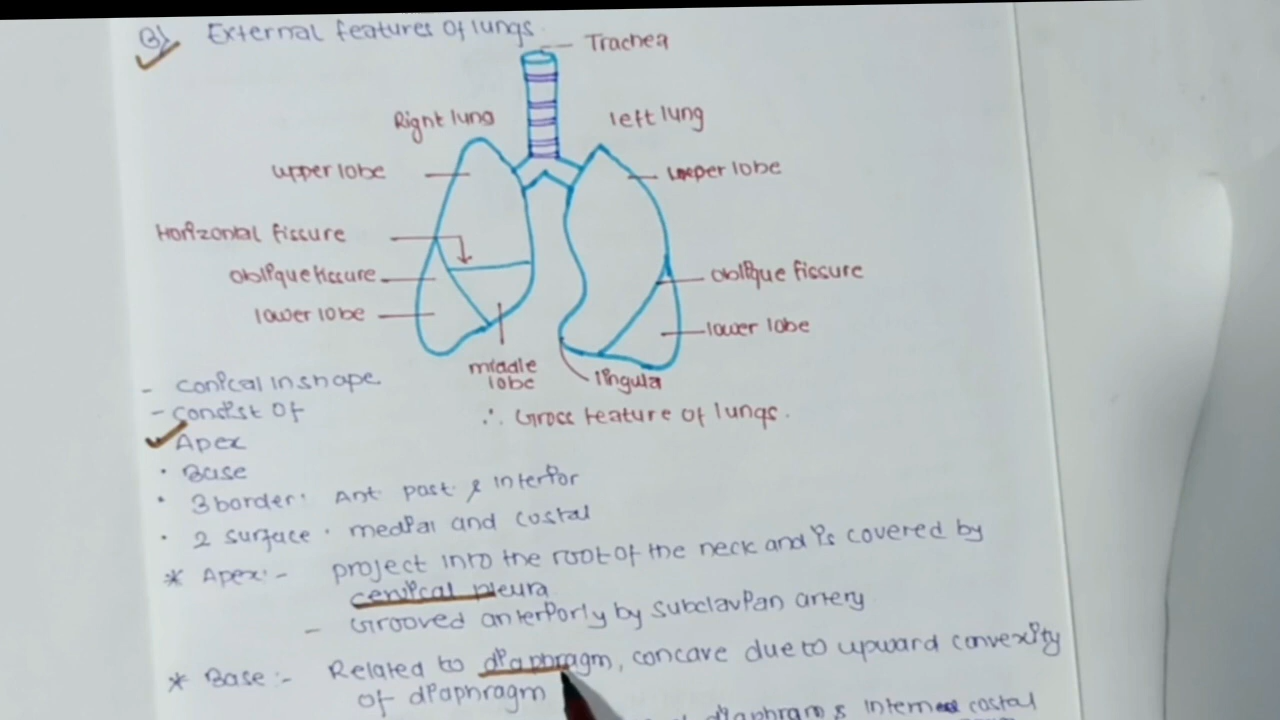 B) External features of lungs
Trachea
Right lung
left lung
upper lobe
upper lobe
Horizontal fissure
oblique fissure
oblique fissure
lower lobe
lower lobe
middle
lobe
lingula
- conical in shape
∴ Gross feature of lungs.
- consist of
Apex
• Base
• 3 border: Ant post & interior
• 2 surface • medial and costal
* Apex:- project into the root of the neck and is covered by
cervical pleura
- Grooved anteriorly by subclavian artery
* Base:- Related to diaphragm, concave due to upward convexity
of diaphragm
diaphragm & costal